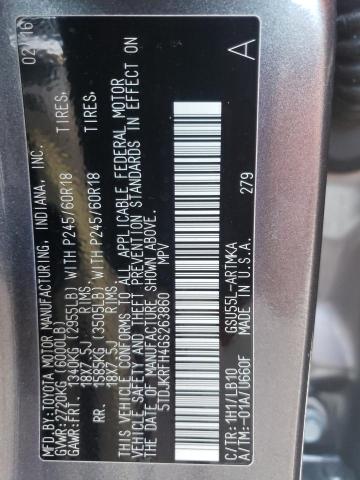 MFD.BY:TOYOTA MOTOR MANUFACTURING, INDIANA, INC. 02/16
GVWR:2720KG (6000LB)
GAWR:FRT. 1340KG (2955LB) WITH P245/60R18 TIRES,
18X7.5J RIMS,
RR. 1590KG (3505LB) WITH P245/60R18 TIRES,
18X7.5J RIMS.
THIS VEHICLE CONFORMS TO ALL APPLICABLE FEDERAL MOTOR
VEHICLE SAFETY AND THEFT PREVENTION STANDARDS IN EFFECT ON
THE DATE OF MANUFACTURE SHOWN ABOVE.
5TDJKRFH4GS263860 MPV
A
C/TR:1H1/LB10 GSU55L-ARTMKA
A/TM:-01A/U660F MADE IN U.S.A. 279